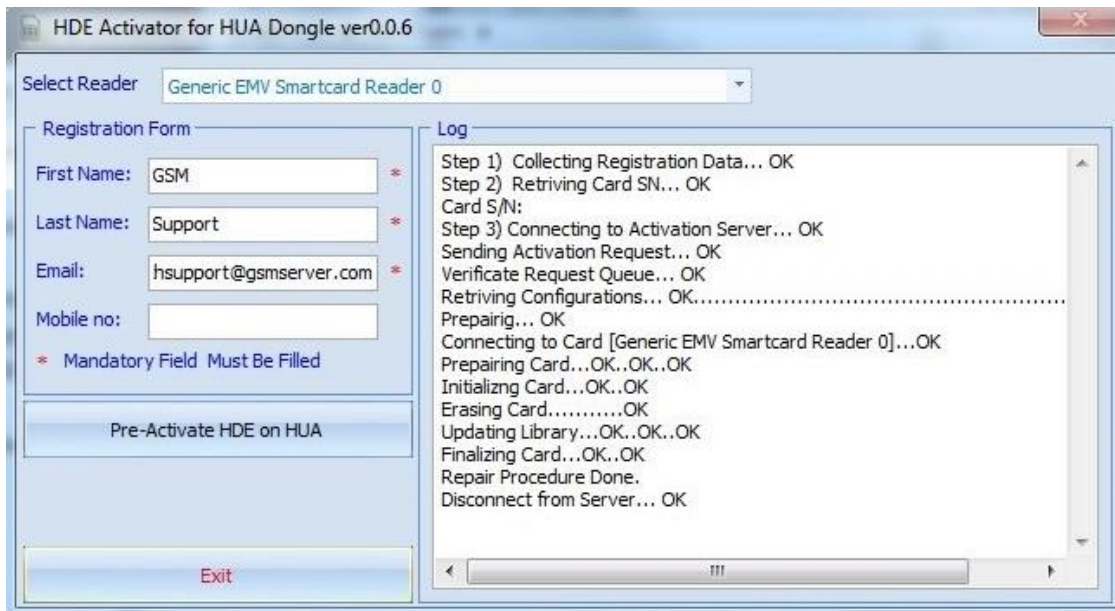 HDE Activator for HUA Dongle ver0.0.6
Select Reader
Generic EMV Smartcard Reader 0
Registration Form
First Name:
GSM
*
Last Name:
Support
*
Email:
hsupport@gsmserver.com
*
Mobile no:
* Mandatory Field Must Be Filled
Pre-Activate HDE on HUA
Exit
Log
Step 1) Collecting Registration Data... OK
Step 2) Retriving Card SN... OK
Card S/N:
Step 3) Connecting to Activation Server... OK
Sending Activation Request... OK
Verificate Request Queue... OK
Retriving Configurations... OK....................................................
Prepairig... OK
Connecting to Card [Generic EMV Smartcard Reader 0]...OK
Prepairing Card...OK..OK..OK
Initializng Card...OK..OK
Erasing Card...........OK
Updating Library...OK..OK..OK
Finalizing Card...OK..OK
Repair Procedure Done.
Disconnect from Server... OK